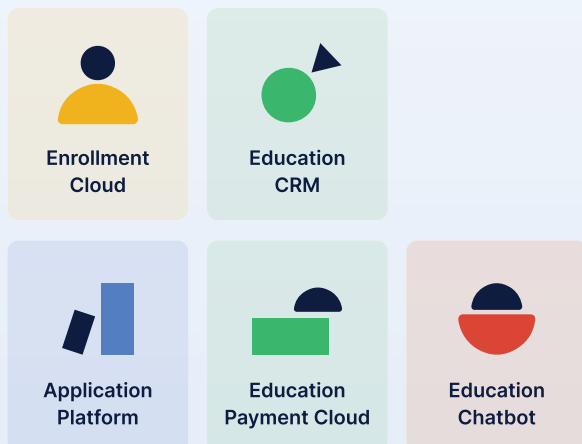 Enrollment
Cloud
Education
CRM
Application
Platform
Education
Payment Cloud
Education
Chatbot